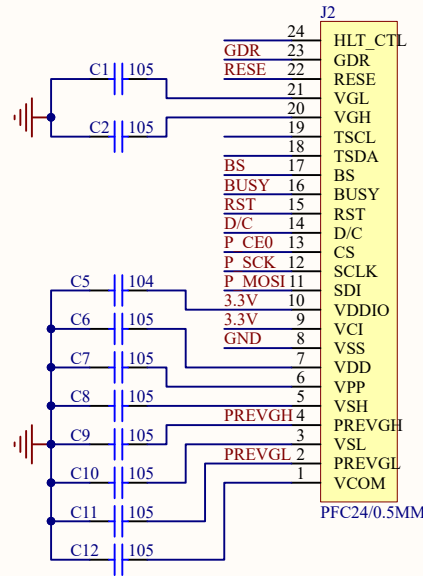 J2
24 HLT_CTL
GDR 23 GDR
RESE 22 RESE
C1 105 21 VGL
20 VGH
C2 105 19 TSCL
18 TSDA
BS 17 BS
BUSY 16 BUSY
RST 15 RST
D/C 14 D/C
P_CE0 13 CS
P_SCK 12 SCLK
P_MOSI 11 SDI
C5 104 3.3V 10 VDDIO
C6 105 3.3V 9 VCI
GND 8 VSS
C7 105 7 VDD
6 VPP
C8 105 5 VSH
C9 105 PREVGH 4 PREVGH
3 VSL
C10 105 PREVGL 2 PREVGL
1 VCOM
C11 105 PFC24/0.5MM
C12 105